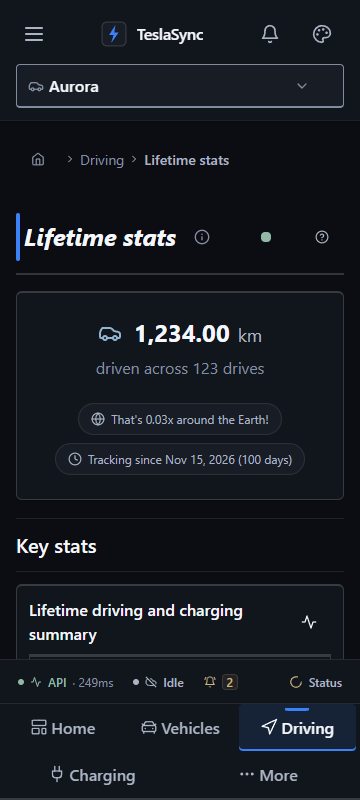 TeslaSync
Aurora
Driving
Lifetime stats
Lifetime stats
1,234.00 km
driven across 123 drives
That's 0.03x around the Earth!
Tracking since Nov 15, 2026 (100 days)
Key stats
Lifetime driving and charging
summary
API · 249ms Idle 2 Status
Home Vehicles Driving
Charging More